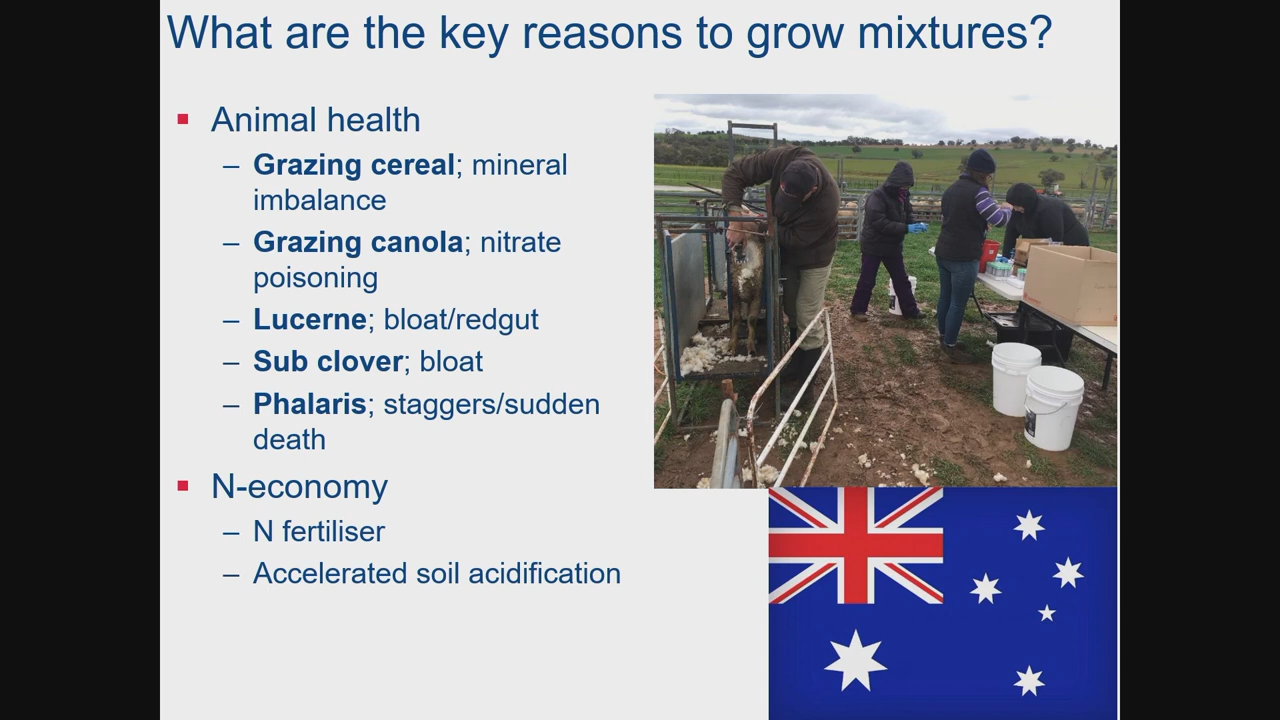 What are the key reasons to grow mixtures?
▪ Animal health
– Grazing cereal; mineral
imbalance
– Grazing canola; nitrate
poisoning
– Lucerne; bloat/redgut
– Sub clover; bloat
– Phalaris; staggers/sudden
death
▪ N-economy
– N fertiliser
– Accelerated soil acidification